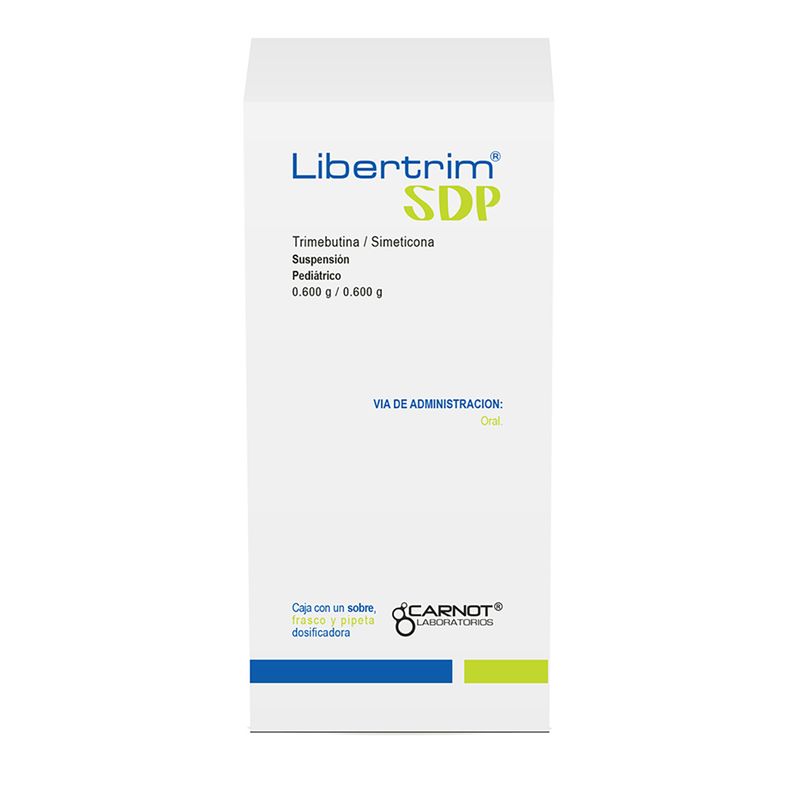 Libertrim®
SDP
Trimebutina / Simeticona
Suspensión
Pediátrico
0.600 g / 0.600 g
VIA DE ADMINISTRACION:
Oral.
Caja con un sobre,
frasco y pipeta
dosificadora
CARNOT®
LABORATORIOS